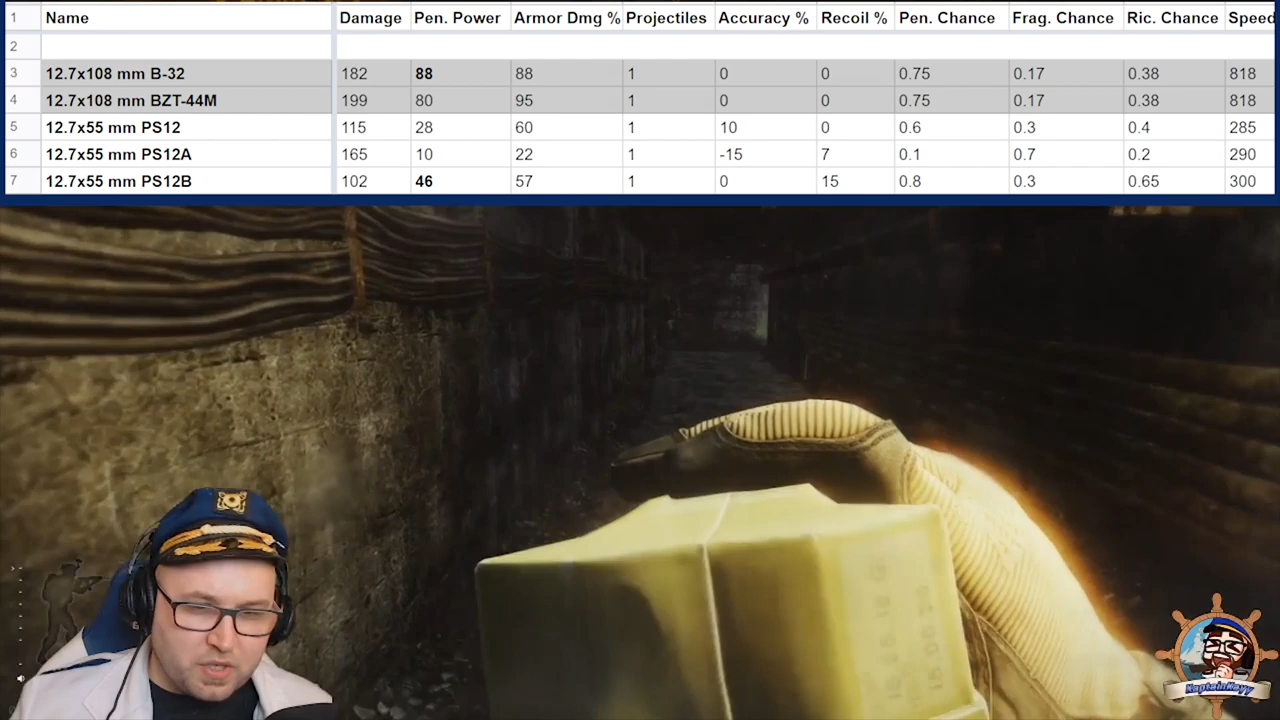 1 Name Damage Pen. Power Armor Dmg % Projectiles Accuracy % Recoil % Pen. Chance Frag. Chance Ric. Chance Speed
2
3 12.7x108 mm B-32 182 88 88 1 0 0 0.75 0.17 0.38 818
4 12.7x108 mm BZT-44M 199 80 95 1 0 0 0.75 0.17 0.38 818
5 12.7x55 mm PS12 115 28 60 1 10 0 0.6 0.3 0.4 285
6 12.7x55 mm PS12A 165 10 22 1 -15 7 0.1 0.7 0.2 290
7 12.7x55 mm PS12B 102 46 57 1 0 15 0.8 0.3 0.65 300
KaptainKayy